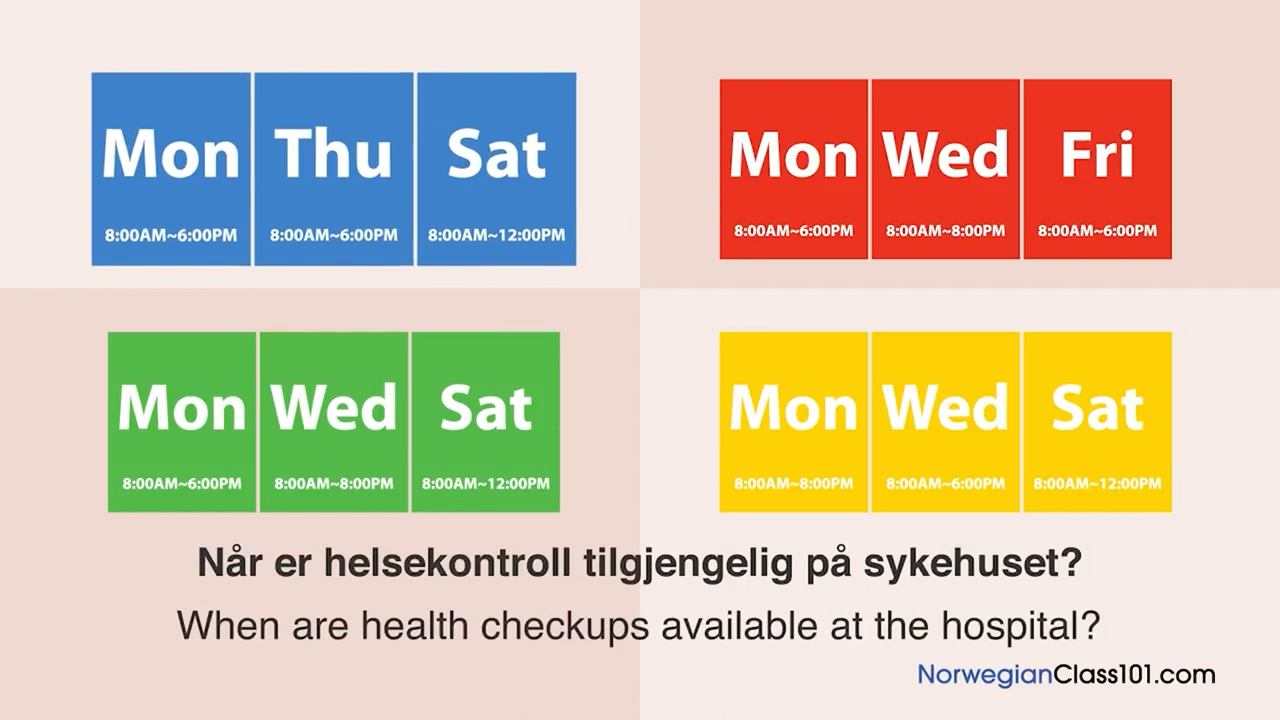 Mon Thu Sat
8:00AM~6:00PM 8:00AM~6:00PM 8:00AM~12:00PM
Mon Wed Fri
8:00AM~6:00PM 8:00AM~8:00PM 8:00AM~6:00PM
Mon Wed Sat
8:00AM~6:00PM 8:00AM~8:00PM 8:00AM~12:00PM
Mon Wed Sat
8:00AM~8:00PM 8:00AM~6:00PM 8:00AM~12:00PM
Når er helsekontroll tilgjengelig på sykehuset?
When are health checkups available at the hospital?
NorwegianClass101.com